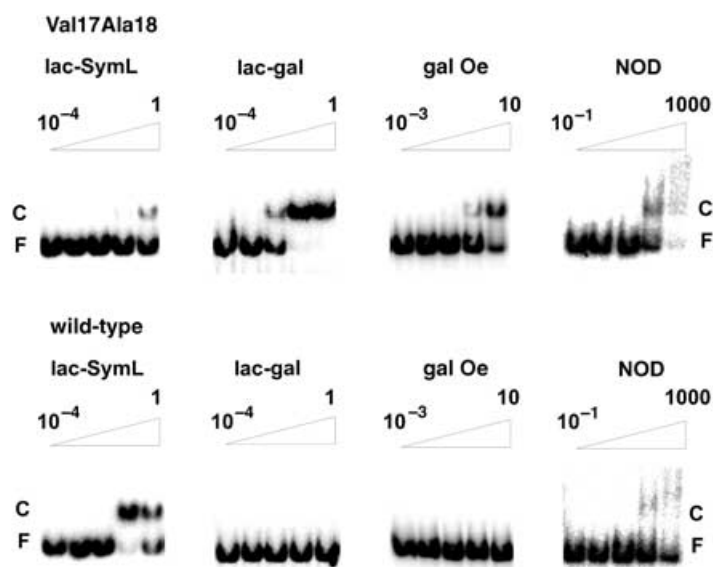 Val17Ala18
lac-SymL lac-gal gal Oe NOD
10⁻⁴ 1 10⁻⁴ 1 10⁻³ 10 10⁻¹ 1000
C
F
wild-type
lac-SymL lac-gal gal Oe NOD
10⁻⁴ 1 10⁻⁴ 1 10⁻³ 10 10⁻¹ 1000
C C
F F